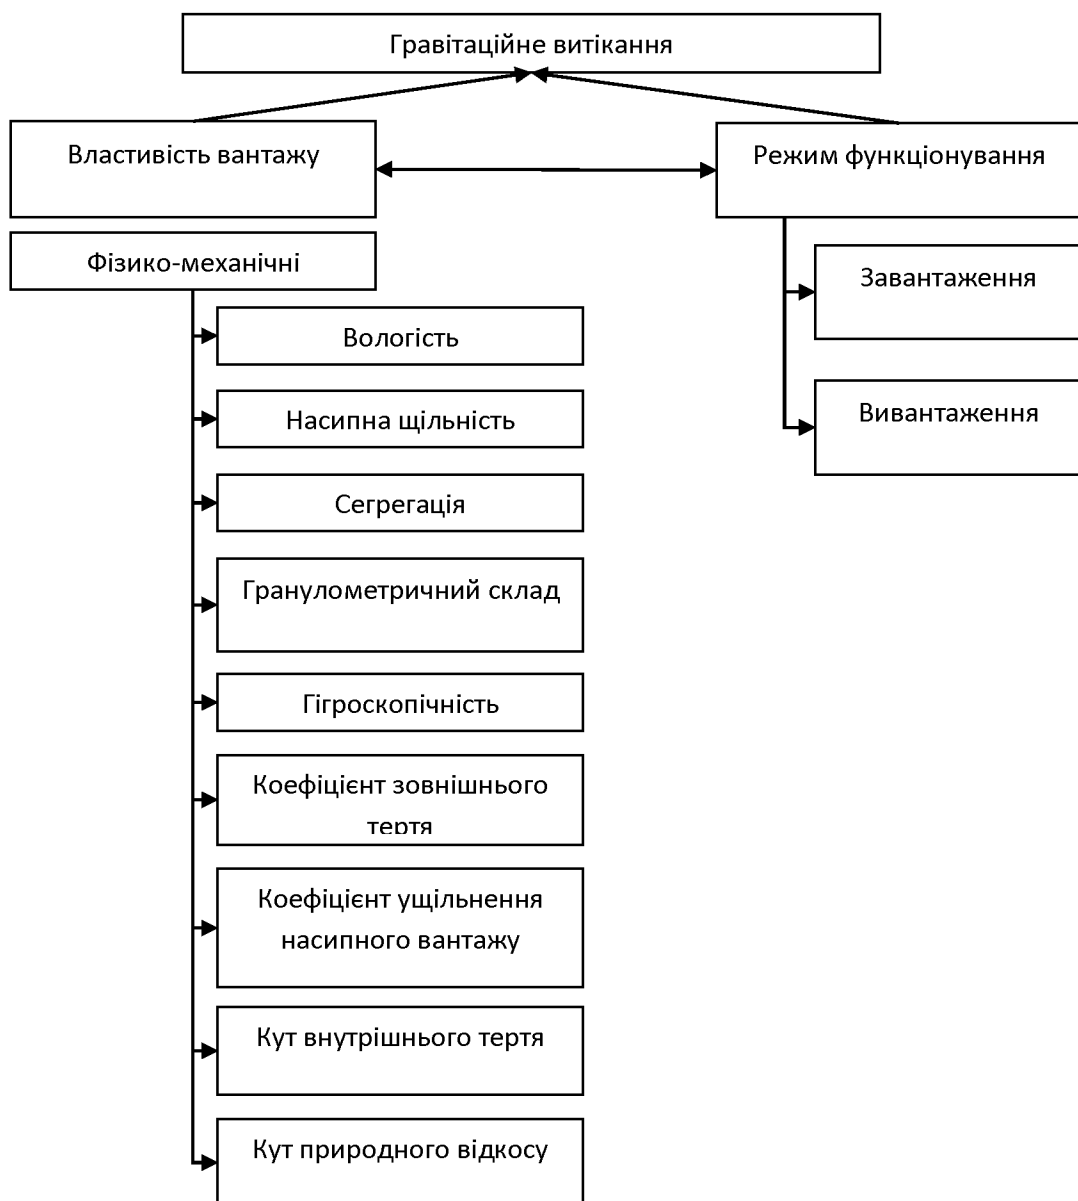 Гравітаційне витікання
Властивість вантажу
Режим функціонування
Фізико-механічні
Завантаження
Вологість
Вивантаження
Насипна щільність
Сегрегація
Гранулометричний склад
Гігроскопічність
Коефіцієнт зовнішнього
тертя
Коефіцієнт ущільнення
насипного вантажу
Кут внутрішнього тертя
Кут природного відкосу